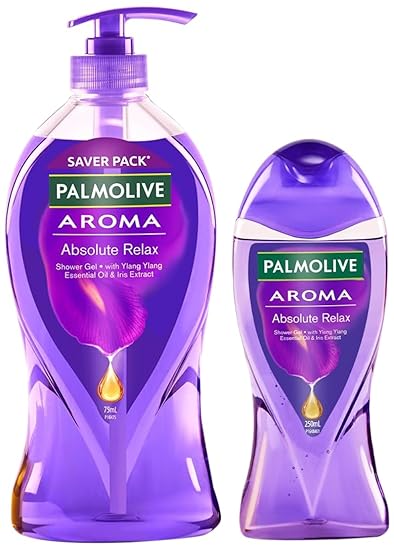 SAVER PACK*
PALMOLIVE
AROMA
Absolute Relax
Shower Gel • with Ylang Ylang
Essential Oil & Iris Extract
PALMOLIVE
AROMA
Absolute Relax
Shower Gel • with Ylang Ylang
Essential Oil & Iris Extract
250mL